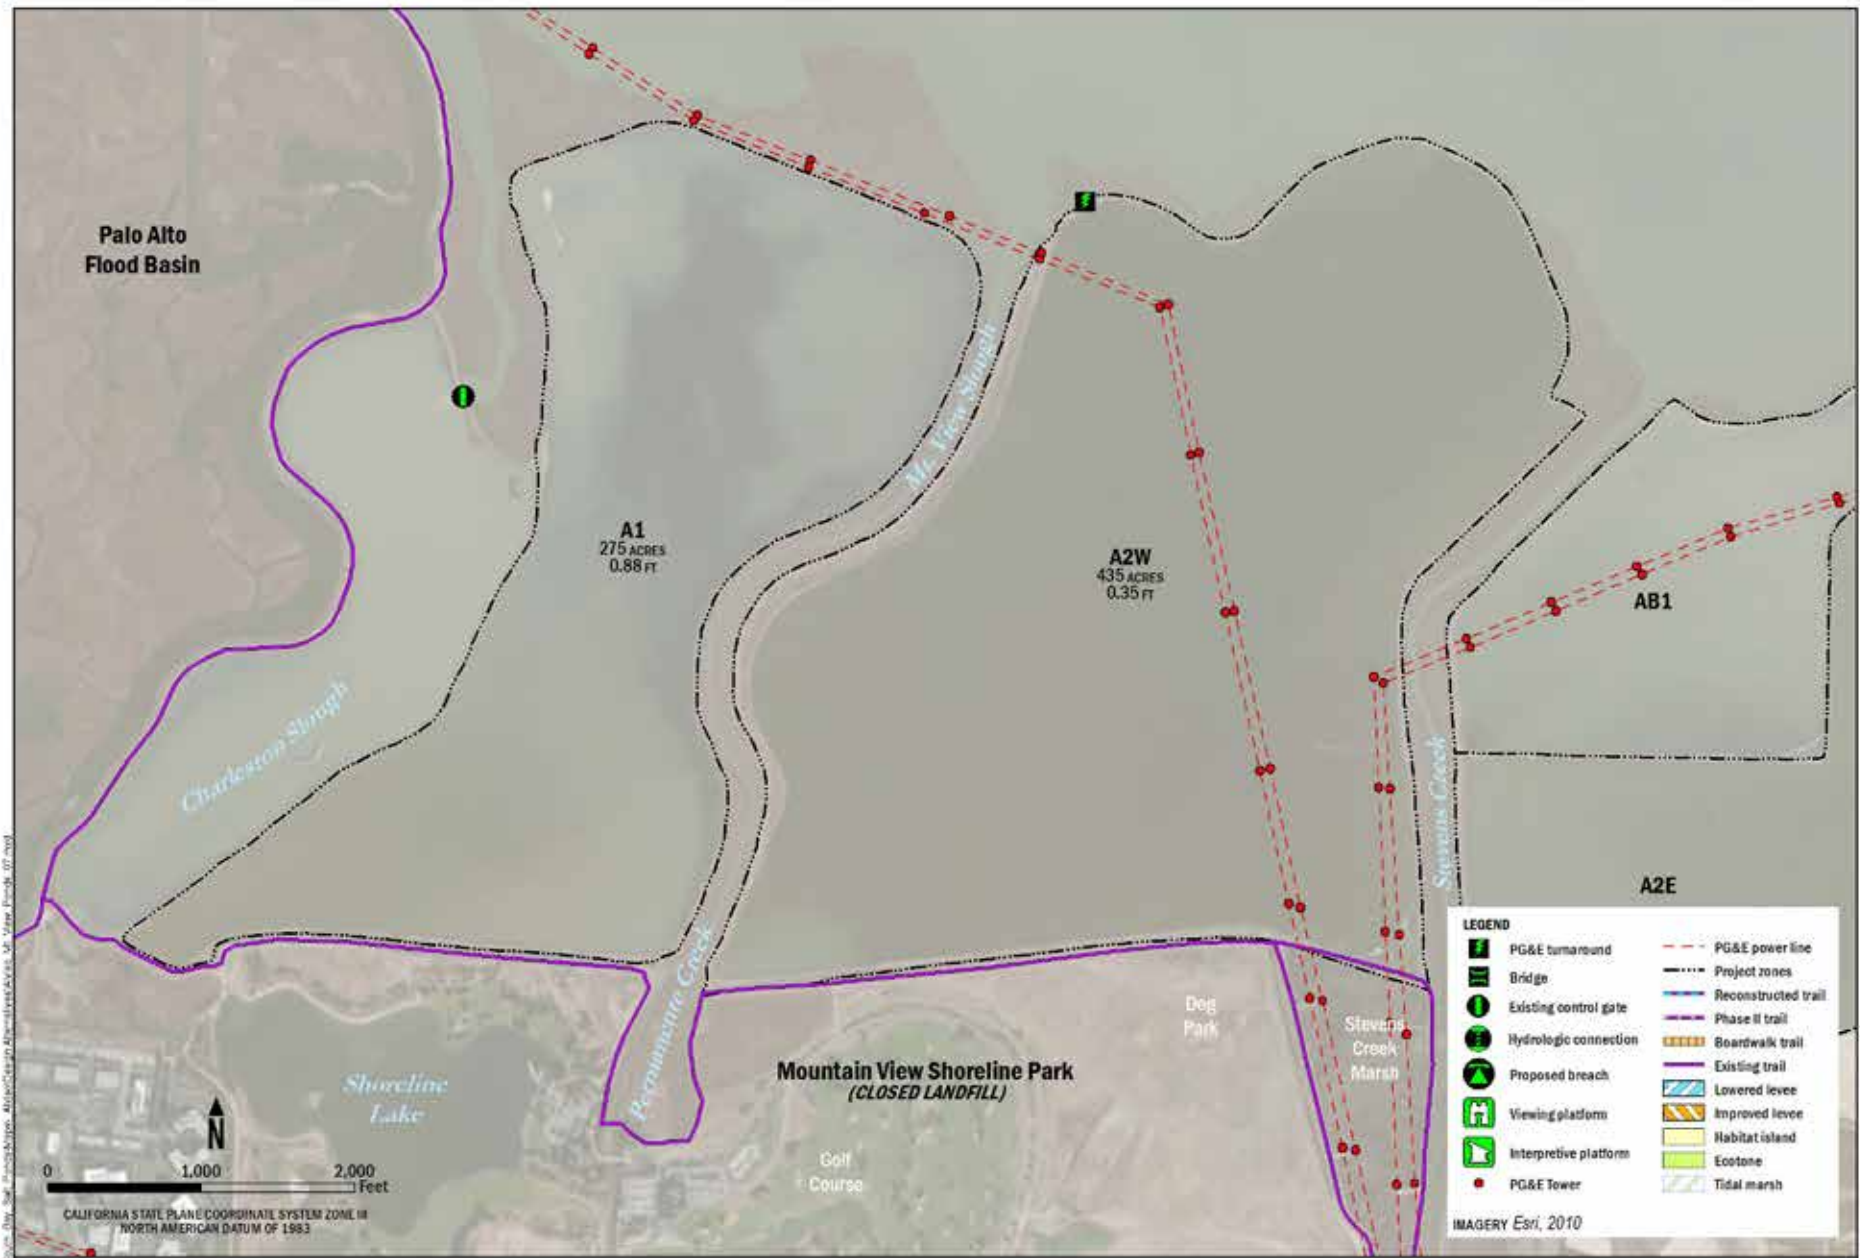 Palo Alto
Flood Basin
Mt. View Slough
A1
275 ACRES
0.88 FT
A2W
435 ACRES
0.35 FT
AB1
Charleston Slough
Stevens Creek
A2E
Permanente Creek
Dog
Park
Stevens
Creek
Marsh
Mountain View Shoreline Park
(CLOSED LANDFILL)
Shoreline
Lake
Golf
Course
N
0 1,000 2,000
Feet
CALIFORNIA STATE PLANE COORDINATE SYSTEM ZONE III
NORTH AMERICAN DATUM OF 1983
LEGEND
PG&E turnaround
Bridge
Existing control gate
Hydrologic connection
Proposed breach
Viewing platform
Interpretive platform
PG&E Tower
PG&E power line
Project zones
Reconstructed trail
Phase II trail
Boardwalk trail
Existing trail
Lowered levee
Improved levee
Habitat island
Ecotone
Tidal marsh
IMAGERY Esri, 2010